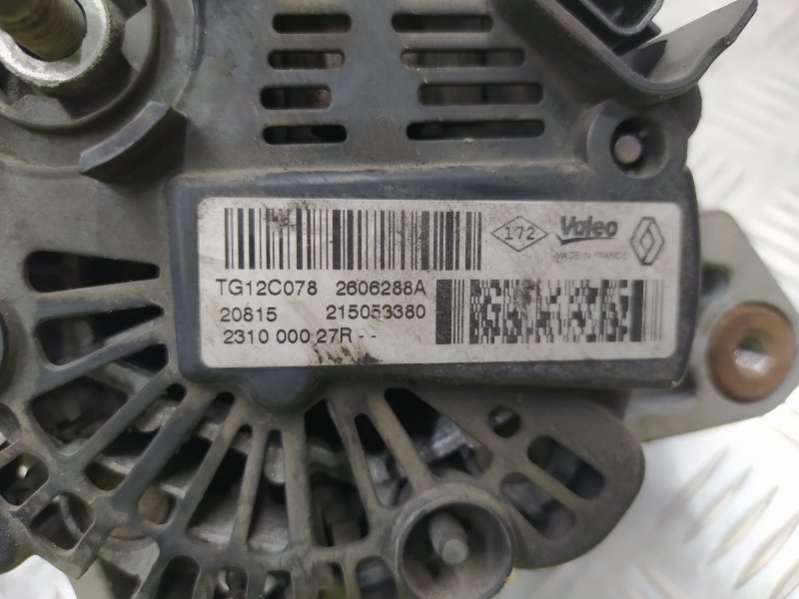 172 Valeo
MADE IN FRANCE
TG12C078 2606288A
20815 215053380
2310 000 27R - -